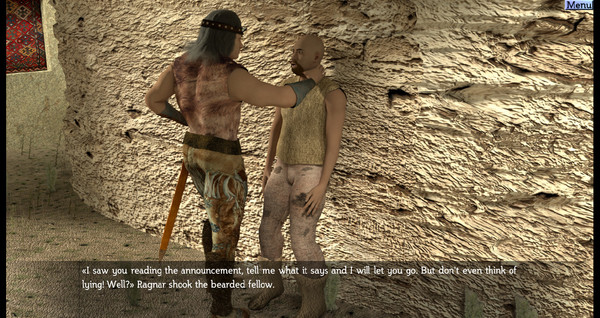 Menu
«I saw you reading the announcement, tell me what it says and I will let you go. But don't even think of
lying! Well?» Ragnar shook the bearded fellow.